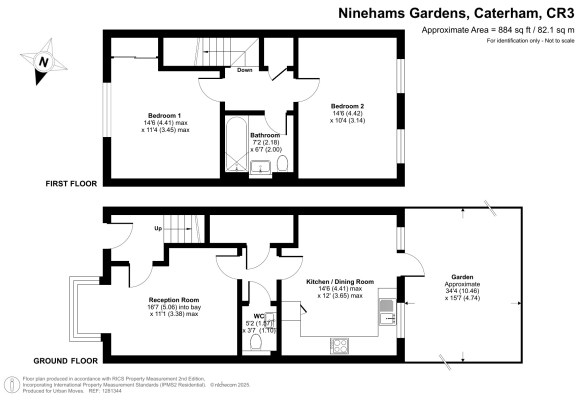 Ninehams Gardens, Caterham, CR3
Approximate Area = 884 sq ft / 82.1 sq m
For identification only - Not to scale
N
Down
Bedroom 1
14'6 (4.41) max
x 11'4 (3.45) max
Bedroom 2
14'6 (4.42)
x 10'4 (3.14)
Bathroom
7'2 (2.18)
x 6'7 (2.00)
FIRST FLOOR
Up
Reception Room
16'7 (5.06) into bay
x 11'1 (3.38) max
Kitchen / Dining Room
14'6 (4.41) max
x 12' (3.65) max
Garden
Approximate
34'4 (10.46)
x 15'7 (4.74)
WC
5'2 (1.57)
x 3'7 (1.10)
GROUND FLOOR
Floor plan produced in accordance with RICS Property Measurement 2nd Edition,
Incorporating International Property Measurement Standards (IPMS2 Residential). © nichecom 2025.
Produced for Urban Moves. REF: 1281344